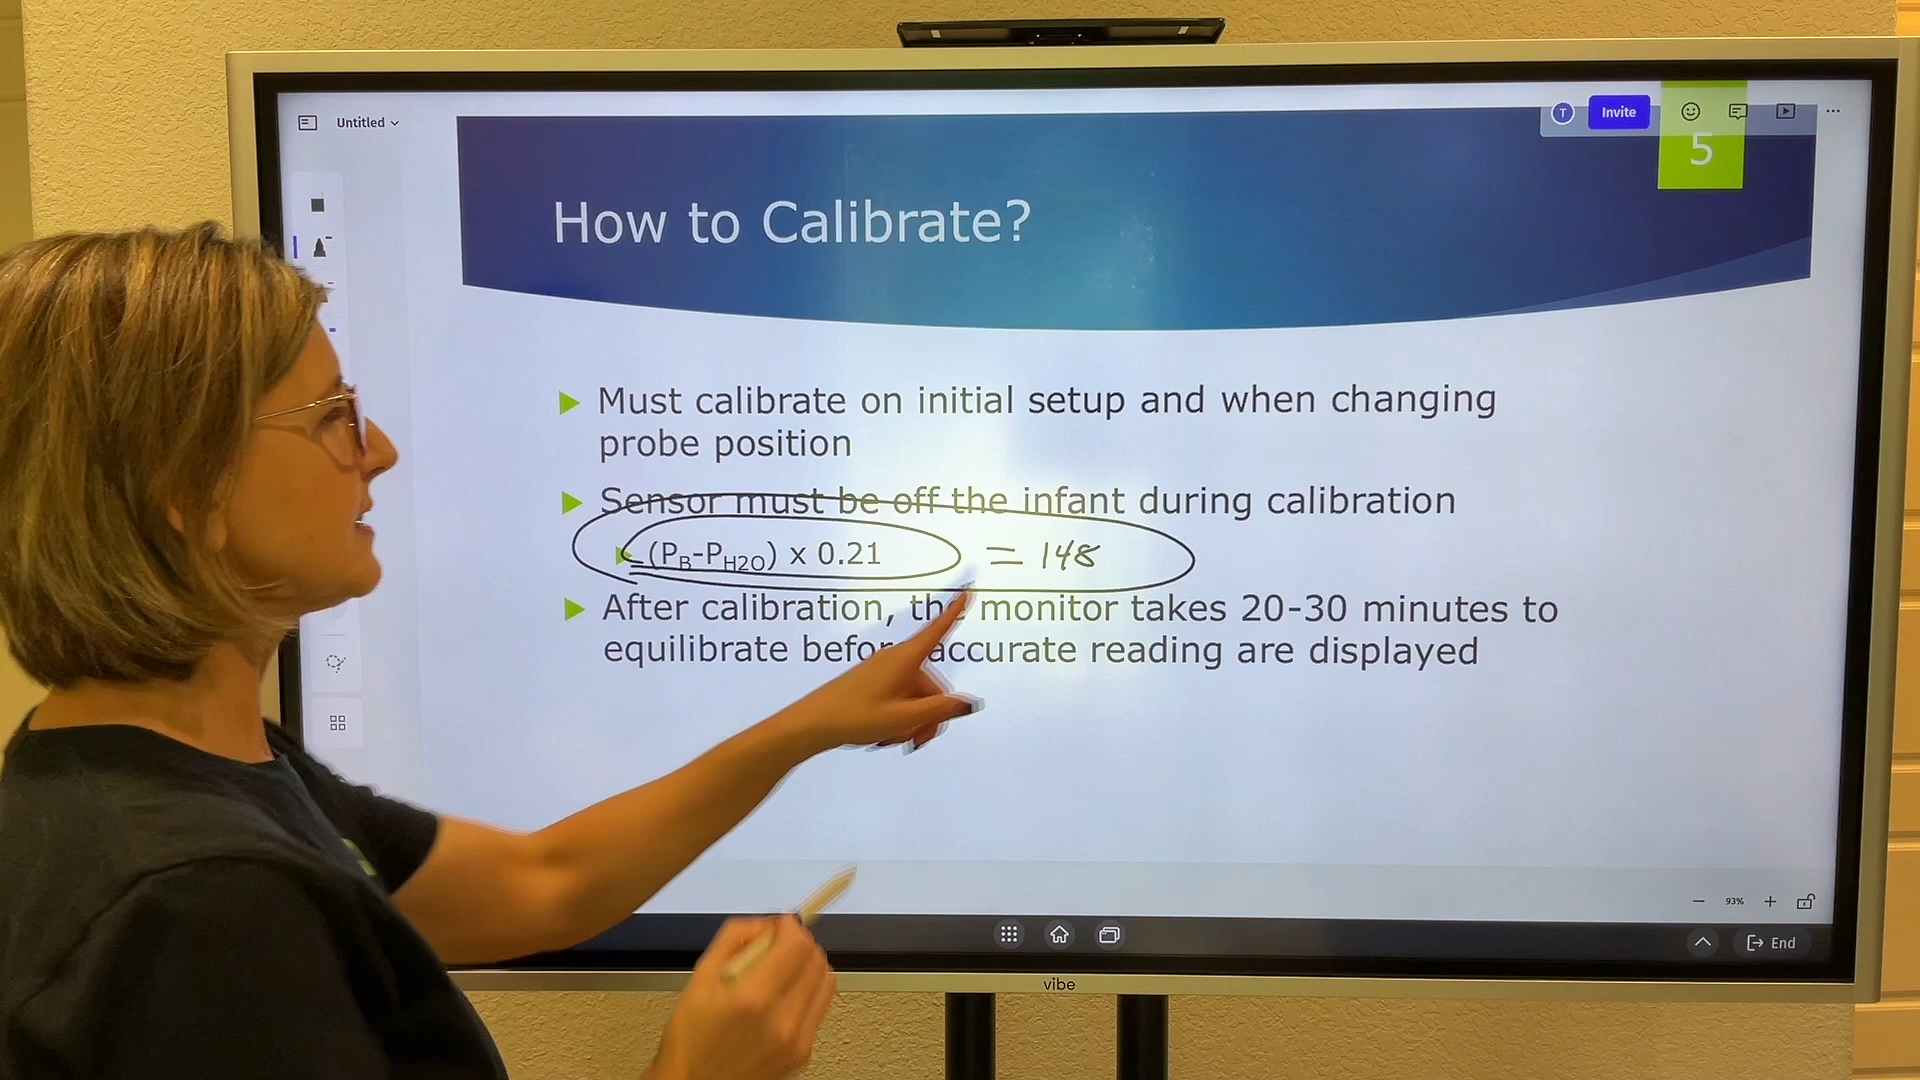 Untitled
T
Invite
5
How to Calibrate?
Must calibrate on initial setup and when changing
probe position
Sensor must be off the infant during calibration
(PB-PH2O) x 0.21 = 148
After calibration, the monitor takes 20-30 minutes to
equilibrate before accurate reading are displayed
93%
End
vibe